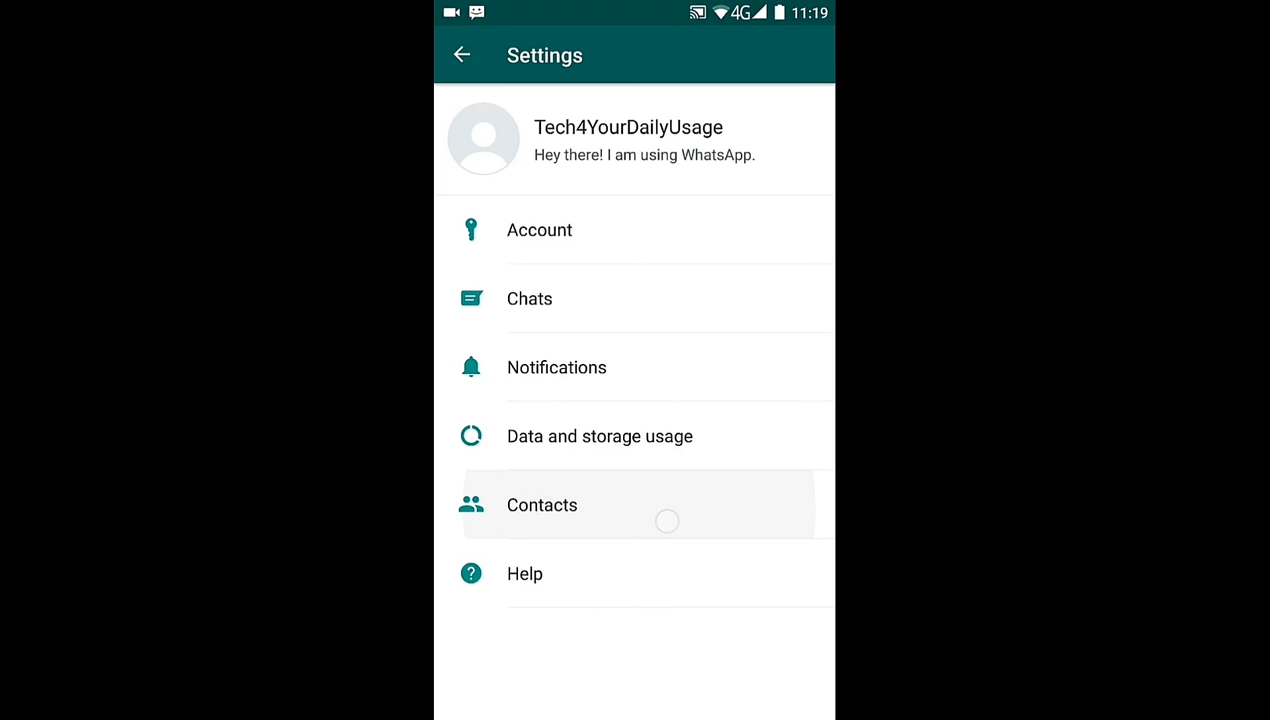 4G 11:19
Settings
Tech4YourDailyUsage
Hey there! I am using WhatsApp.
Account
Chats
Notifications
Data and storage usage
Contacts
Help